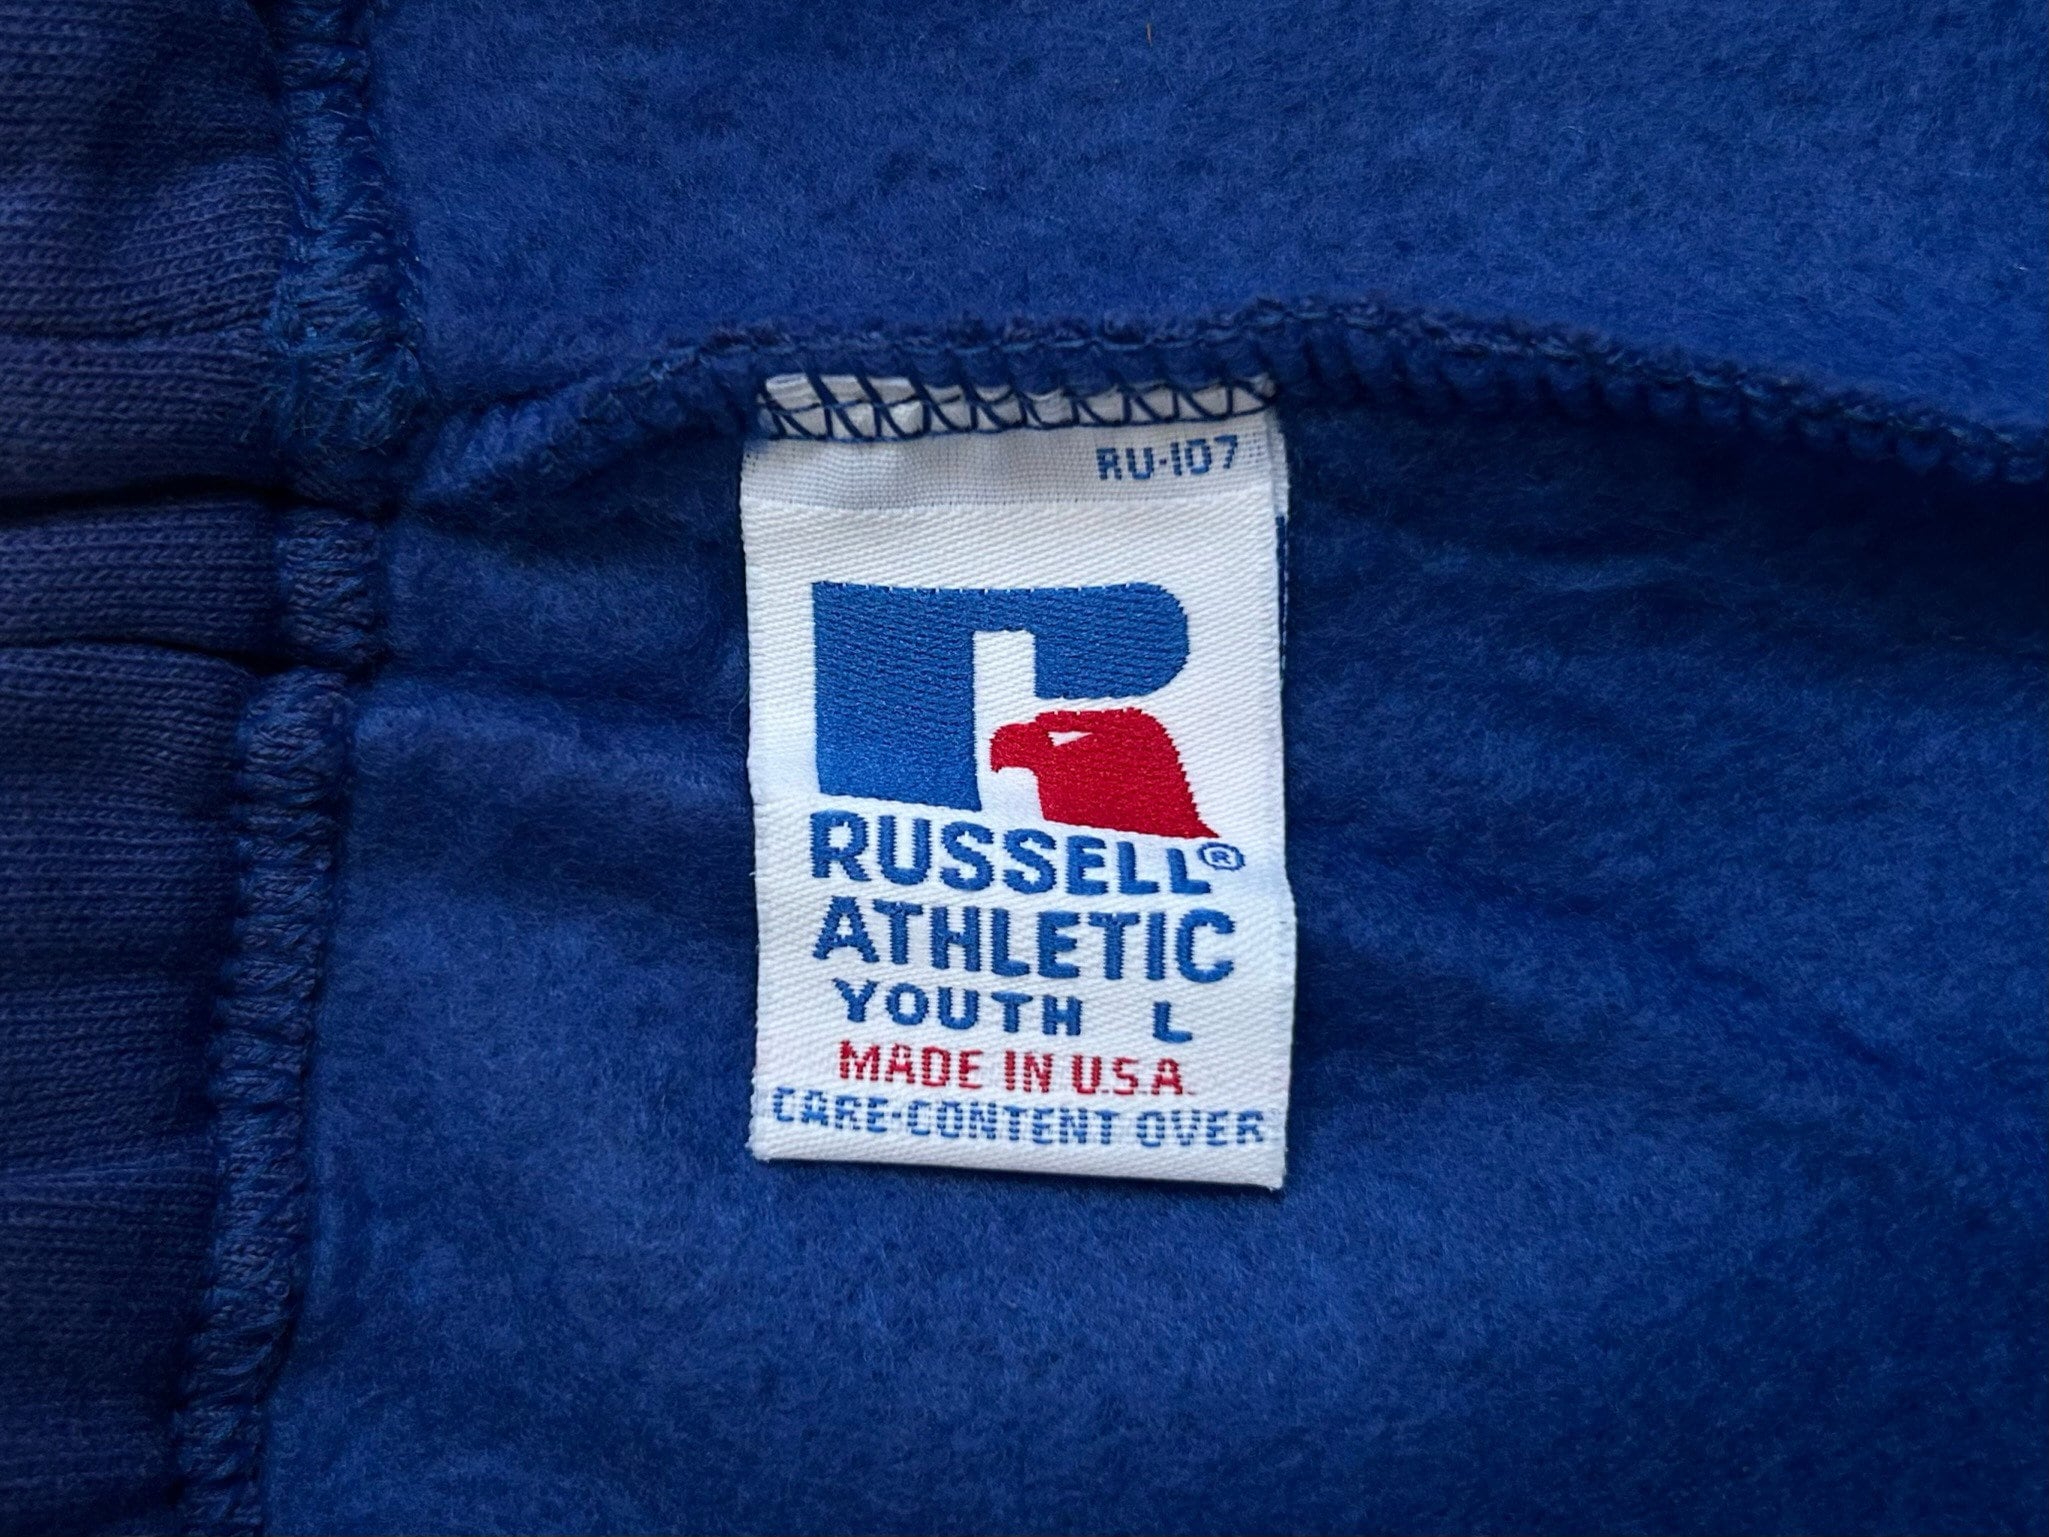 RU-107
RUSSELL®
ATHLETIC
YOUTH L
MADE IN U.S.A.
CARE-CONTENT OVER